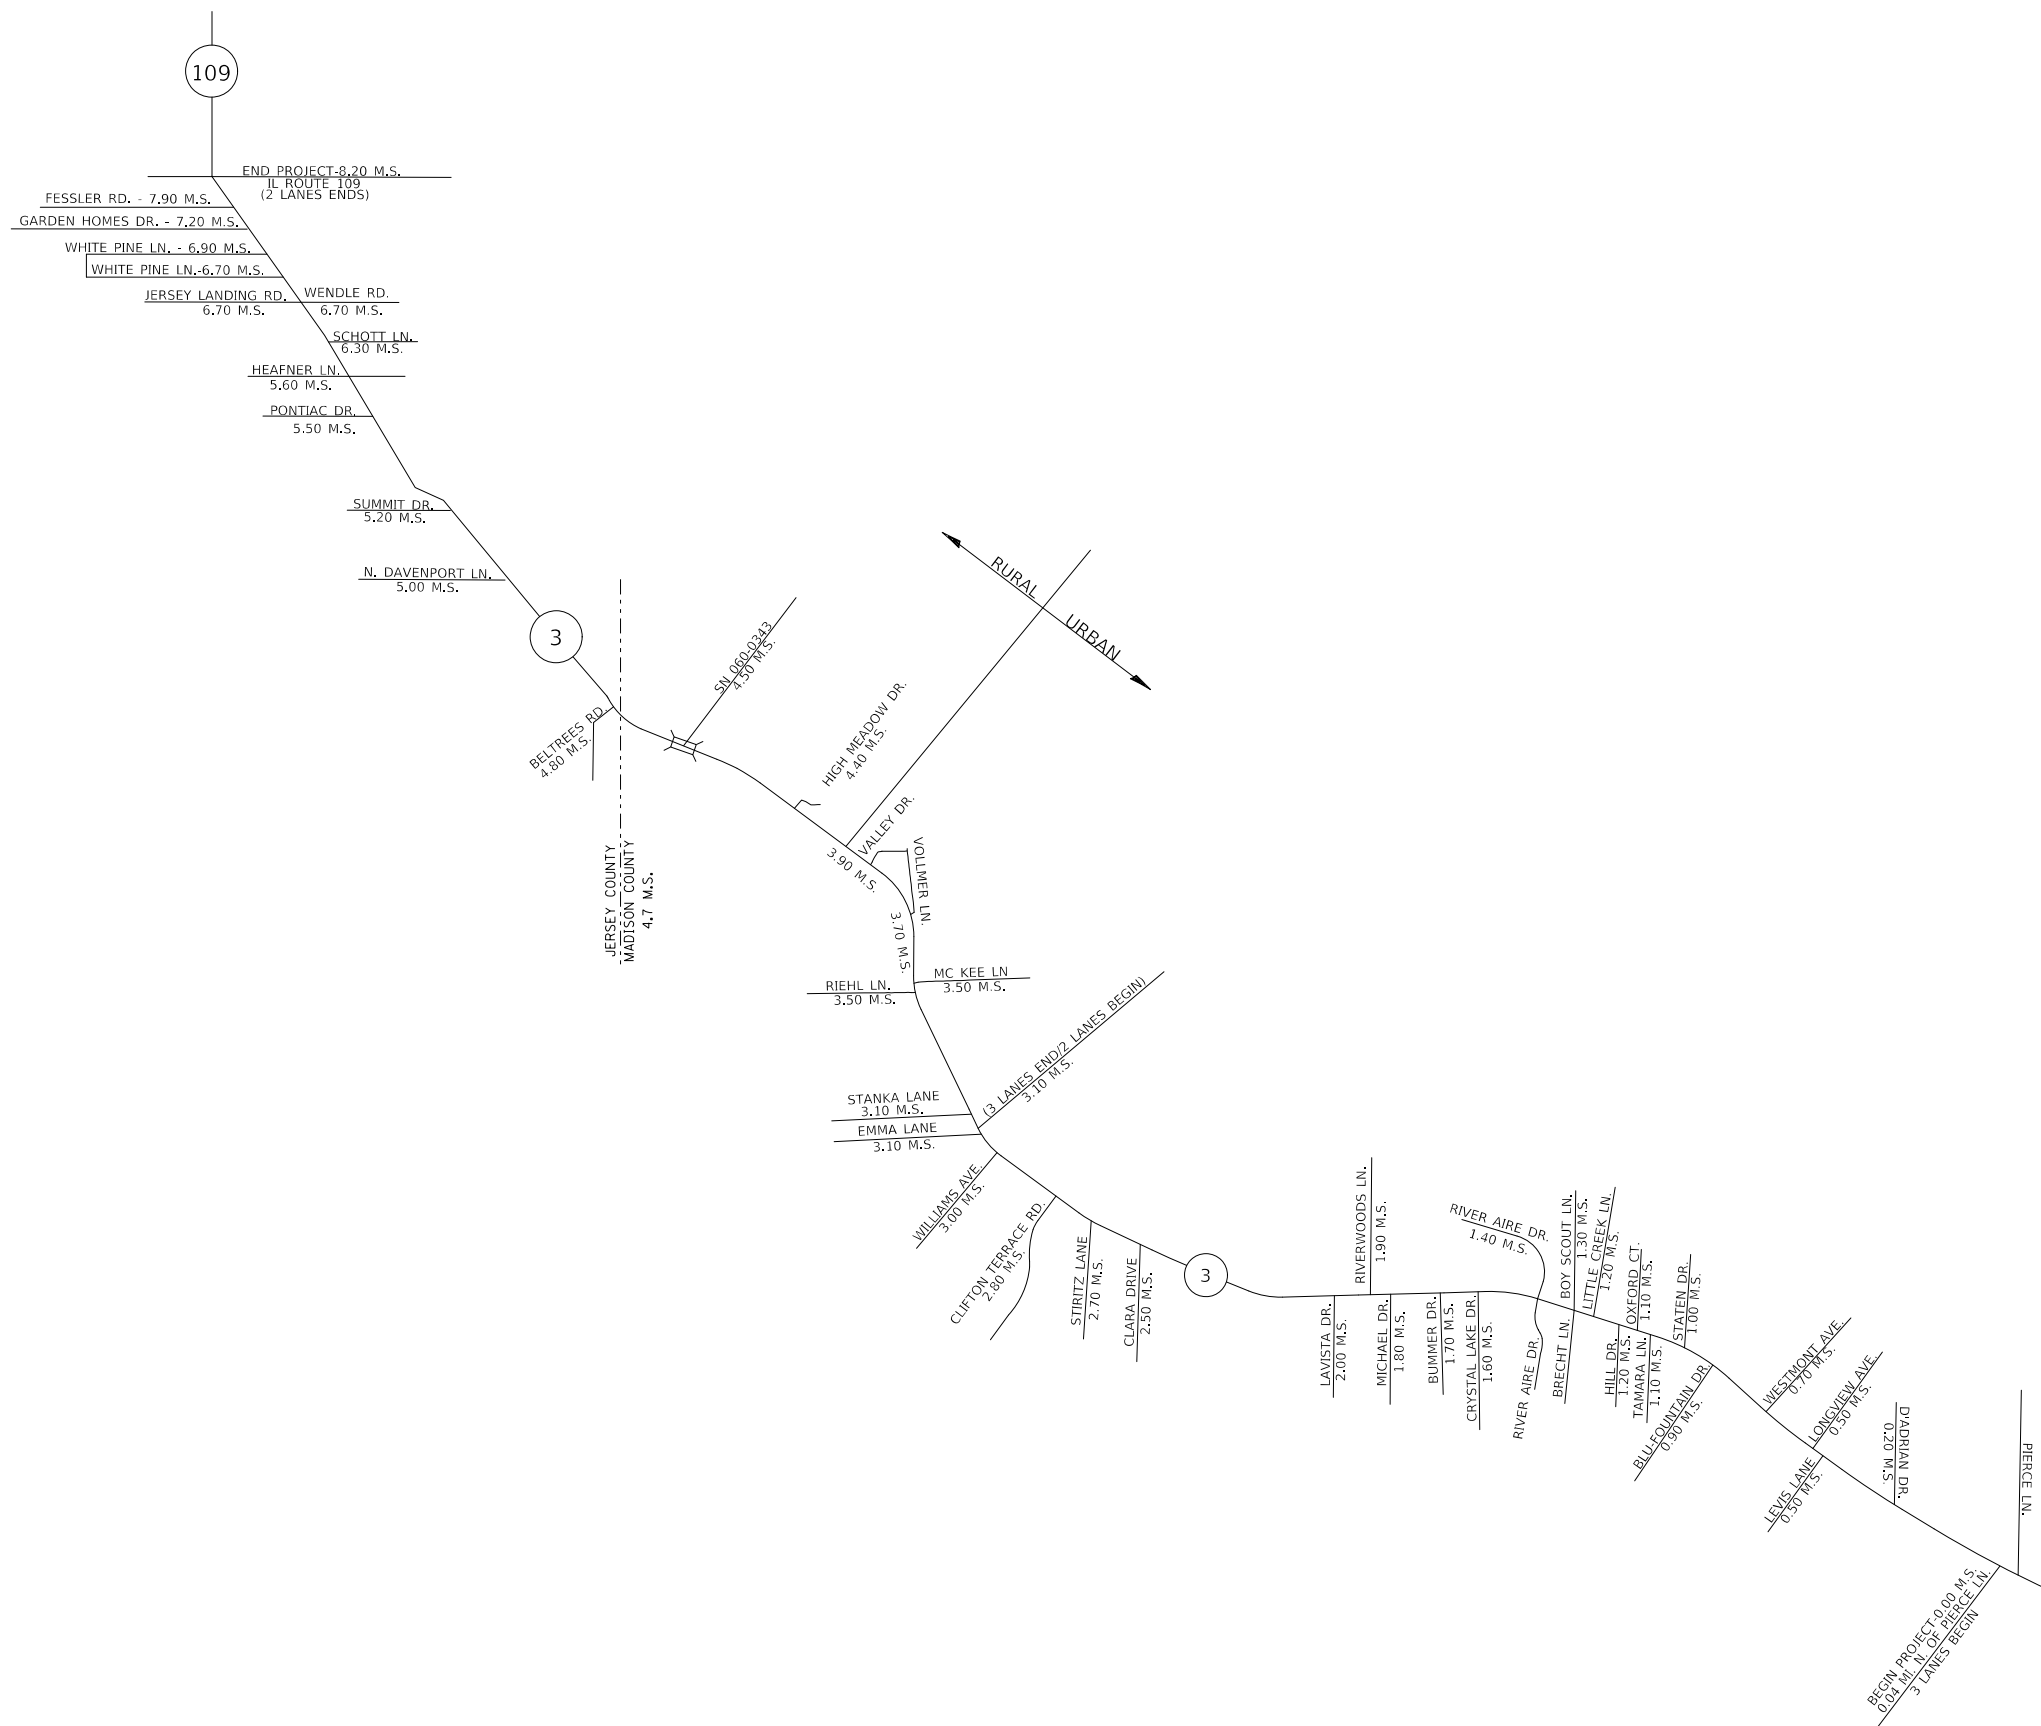 109
END PROJECT-8.20 M.S.
IL ROUTE 109
(2 LANES ENDS)
FESSLER RD. - 7.90 M.S.
GARDEN HOMES DR. - 7.20 M.S.
WHITE PINE LN. - 6.90 M.S.
WHITE PINE LN.-6.70 M.S.
JERSEY LANDING RD.
6.70 M.S.
WENDLE RD.
6.70 M.S.
SCHOTT LN.
6.30 M.S.
HEAFNER LN.
5.60 M.S.
PONTIAC DR.
5.50 M.S.
SUMMIT DR.
5.20 M.S.
N. DAVENPORT LN.
5.00 M.S.
3
BELTREES RD.
4.80 M.S.
JERSEY COUNTY
MADISON COUNTY
4.7 M.S.
SN 060-0343
4.50 M.S.
HIGH MEADOW DR.
4.40 M.S.
RURAL
URBAN
VALLEY DR.
3.90 M.S.
VOLLMER LN.
3.70 M.S.
MC KEE LN
3.50 M.S.
RIEHL LN.
3.50 M.S.
(3 LANES END/2 LANES BEGIN)
3.10 M.S.
STANKA LANE
3.10 M.S.
EMMA LANE
3.10 M.S.
WILLIAMS AVE.
3.00 M.S.
CLIFTON TERRACE RD.
2.80 M.S.
STIRITZ LANE
2.70 M.S.
CLARA DRIVE
2.50 M.S.
3
LAVISTA DR.
2.00 M.S.
RIVERWOODS LN.
1.90 M.S.
MICHAEL DR.
1.80 M.S.
BUMMER DR.
1.70 M.S.
CRYSTAL LAKE DR.
1.60 M.S.
RIVER AIRE DR.
1.40 M.S.
RIVER AIRE DR.
BOY SCOUT LN.
1.30 M.S.
BRECHT LN.
LITTLE CREEK LN.
1.20 M.S.
HILL DR.
1.20 M.S.
OXFORD CT.
1.10 M.S.
TAMARA LN.
1.10 M.S.
STATEN DR.
1.00 M.S.
BLU-FOUNTAIN DR.
0.90 M.S.
WESTMONT AVE.
0.70 M.S.
LONGVIEW AVE.
0.50 M.S.
LEVIS LANE
0.50 M.S.
D'ADRIAN DR.
0.20 M.S.
PIERCE LN.
BEGIN PROJECT-0.00 M.S.
0.04 MI. N. OF PIERCE LN.
3 LANES BEGIN